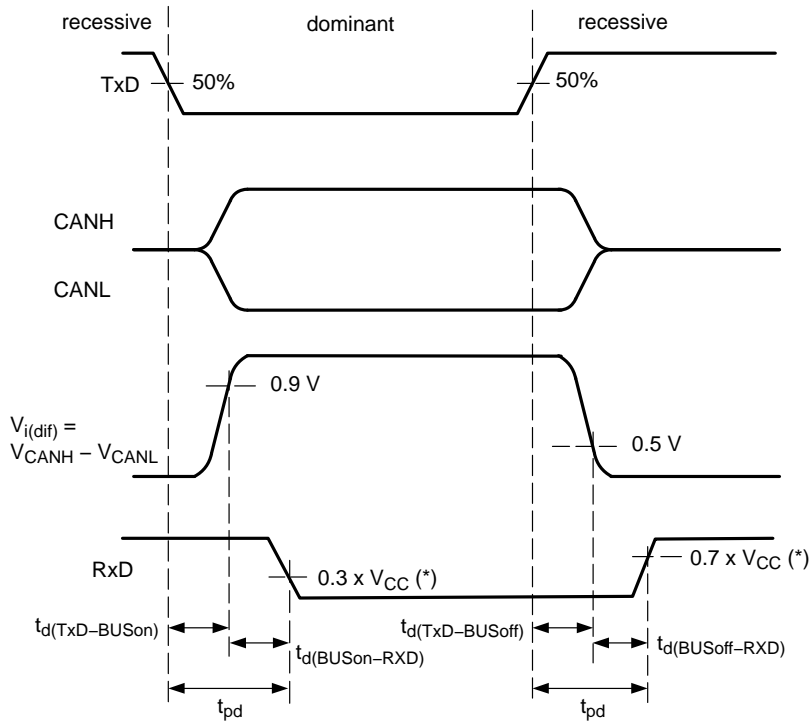 recessive dominant recessive
TxD 50% 50%
CANH
CANL
0.9 V
V_i(dif) =
V_CANH – V_CANL 0.5 V
RxD 0.3 x V_CC (*) 0.7 x V_CC (*)
t_d(TxD–BUSon) t_d(TxD–BUSoff)
t_d(BUSon–RXD) t_d(BUSoff–RXD)
t_pd t_pd